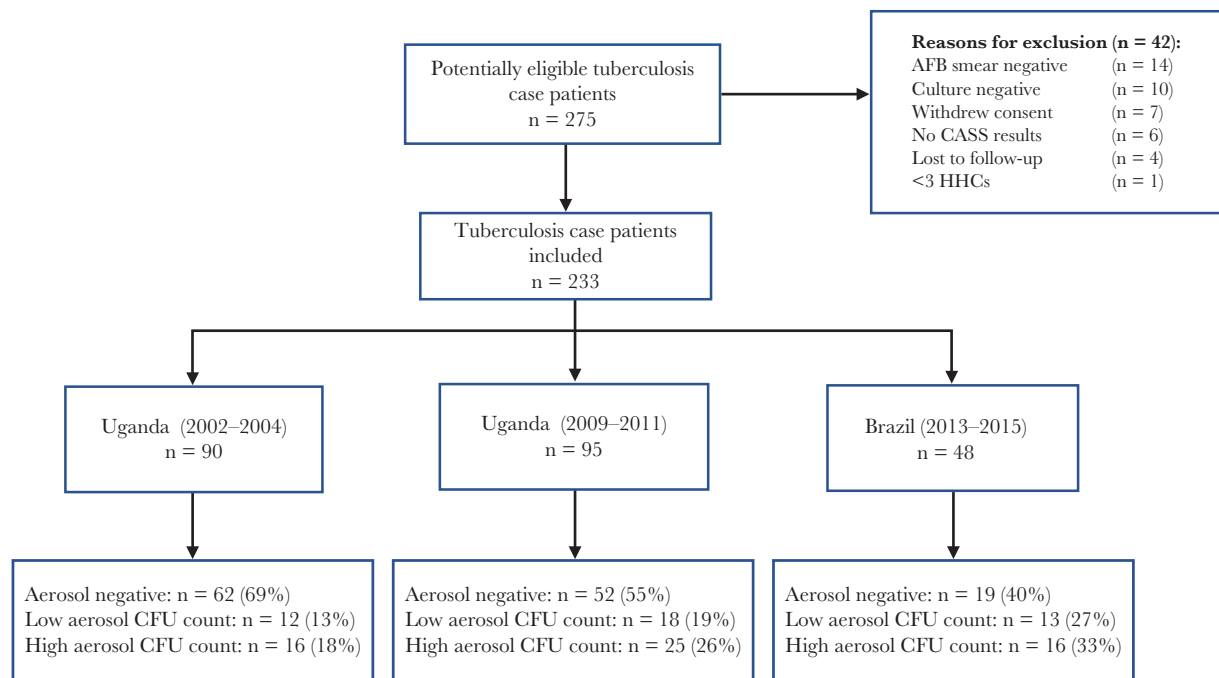 Potentially eligible tuberculosis
case patients
n = 275
Reasons for exclusion (n = 42):
AFB smear negative (n = 14)
Culture negative (n = 10)
Withdrew consent (n = 7)
No CASS results (n = 6)
Lost to follow-up (n = 4)
<3 HHCs (n = 1)
Tuberculosis case patients
included
n = 233
Uganda (2002–2004)
n = 90
Uganda (2009–2011)
n = 95
Brazil (2013–2015)
n = 48
Aerosol negative: n = 62 (69%)
Low aerosol CFU count: n = 12 (13%)
High aerosol CFU count: n = 16 (18%)
Aerosol negative: n = 52 (55%)
Low aerosol CFU count: n = 18 (19%)
High aerosol CFU count: n = 25 (26%)
Aerosol negative: n = 19 (40%)
Low aerosol CFU count: n = 13 (27%)
High aerosol CFU count: n = 16 (33%)